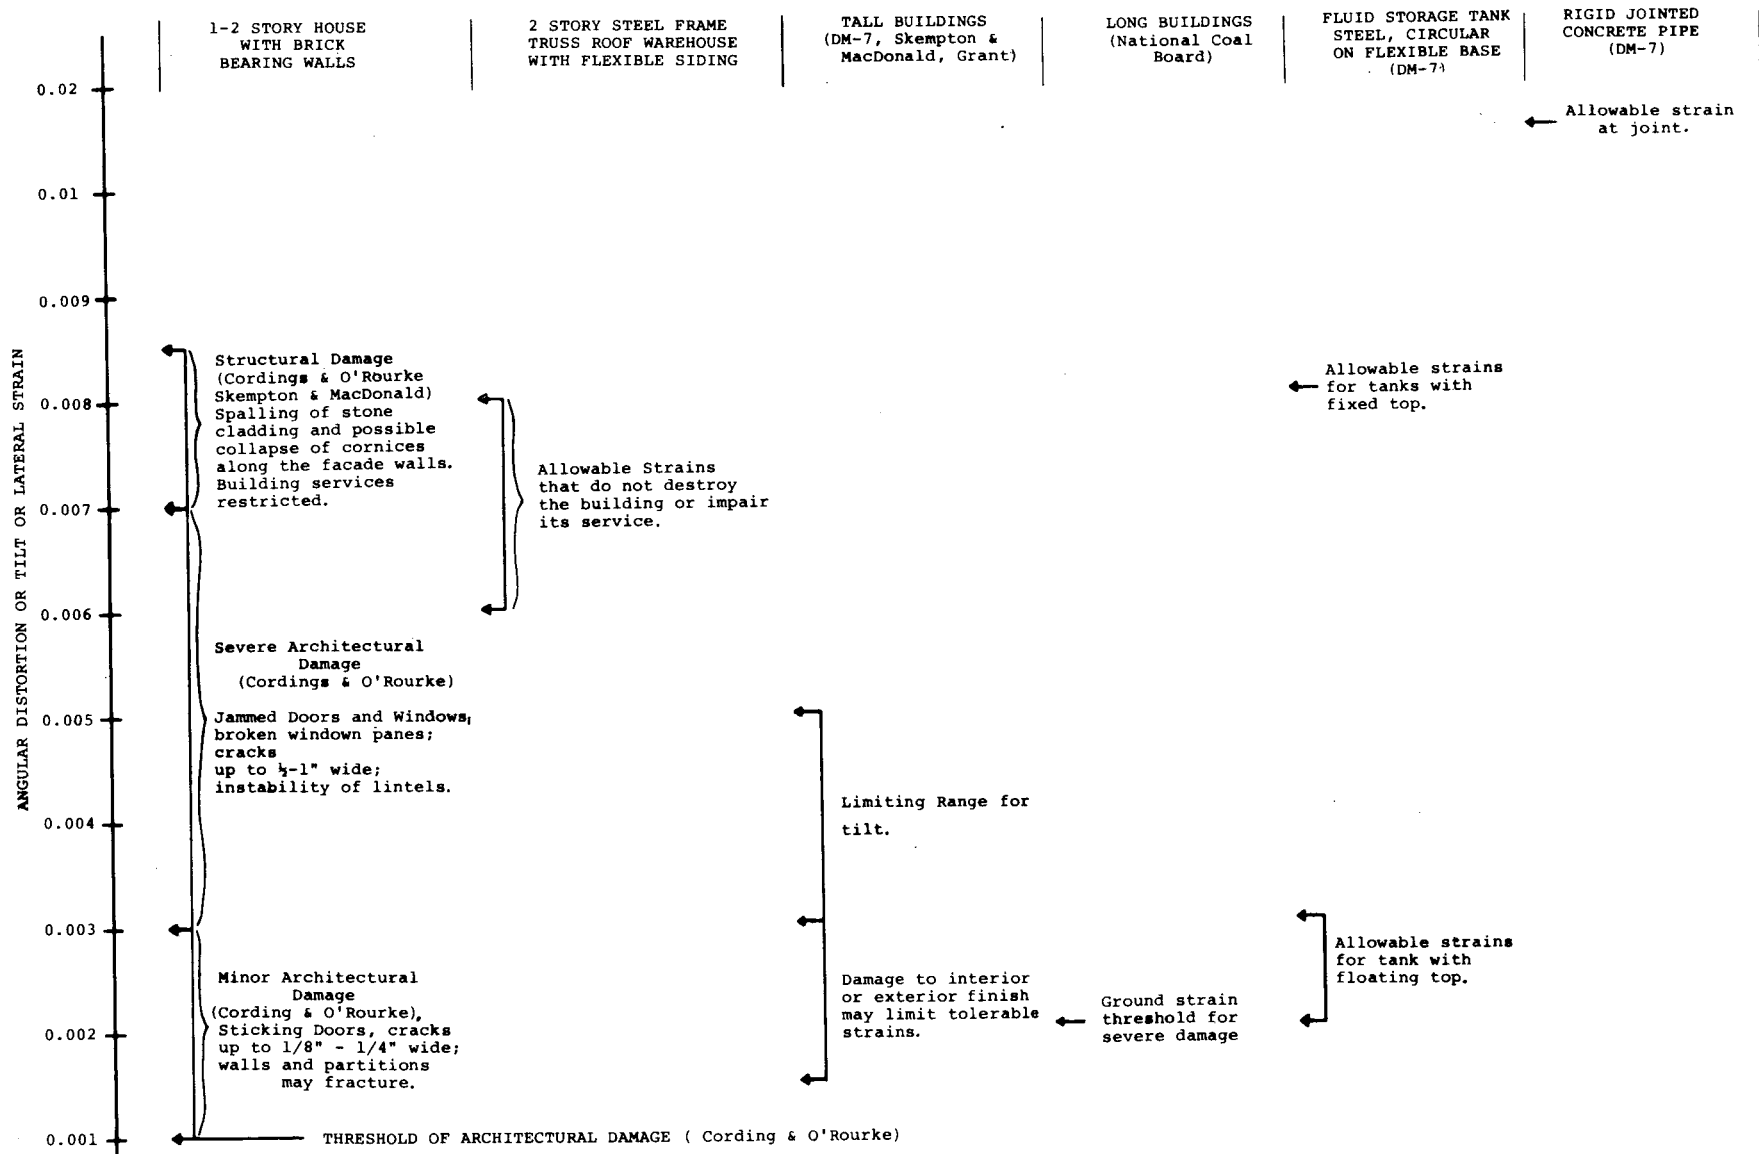 1-2 STORY HOUSE
WITH BRICK
BEARING WALLS
2 STORY STEEL FRAME
TRUSS ROOF WAREHOUSE
WITH FLEXIBLE SIDING
TALL BUILDINGS
(DM-7, Skempton &
MacDonald, Grant)
LONG BUILDINGS
(National Coal
Board)
FLUID STORAGE TANK
STEEL, CIRCULAR
ON FLEXIBLE BASE
(DM-7)
RIGID JOINTED
CONCRETE PIPE
(DM-7)
ANGULAR DISTORTION OR TILT OR LATERAL STRAIN
0.02
0.01
0.009
0.008
0.007
0.006
0.005
0.004
0.003
0.002
0.001
Structural Damage
(Cordings & O'Rourke
Skempton & MacDonald)
Spalling of stone
cladding and possible
collapse of cornices
along the facade walls.
Building services
restricted.
Severe Architectural
Damage
(Cordings & O'Rourke)
Jammed Doors and Windows,
broken windown panes;
cracks
up to ½-1" wide;
instability of lintels.
Minor Architectural
Damage
(Cording & O'Rourke),
Sticking Doors, cracks
up to 1/8" - 1/4" wide;
walls and partitions
may fracture.
THRESHOLD OF ARCHITECTURAL DAMAGE ( Cording & O'Rourke)
Allowable Strains
that do not destroy
the building or impair
its service.
Limiting Range for
tilt.
Damage to interior
or exterior finish
may limit tolerable
strains.
Ground strain
threshold for
severe damage
Allowable strains
for tanks with
fixed top.
Allowable strains
for tank with
floating top.
Allowable strain
at joint.